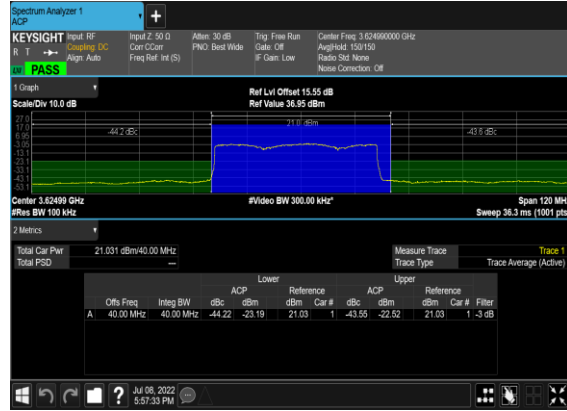 Spectrum Analyzer 1
ACP
+
KEYSIGHT
R T
LW PASS
Input: RF
Coupling: DC
Align: Auto
Input Z: 50 Ω
Corr CCorr
Freq Ref: Int (S)
Atten: 30 dB
PNO: Best Wide
Trig: Free Run
Gate: Off
IF Gain: Low
Center Freq: 3.624990000 GHz
Avg|Hold: 150/150
Radio Std: None
Noise Correction: Off
1 Graph
Scale/Div 10.0 dB
Ref Lvl Offset 15.55 dB
Ref Value 36.95 dBm
27.0
17.0
6.95
-3.05
-13.1
-23.1
-33.1
-43.1
-53.1
-44.2 dBc
21.0 dBm
-43.6 dBc
Center 3.62499 GHz
#Res BW 100 kHz
#Video BW 300.00 kHz*
Span 120 MHz
Sweep 36.3 ms (1001 pts
2 Metrics
Total Car Pwr 21.031 dBm/40.00 MHz
Total PSD ---
Measure Trace Trace 1
Trace Type Trace Average (Active)
Lower Upper
ACP Reference ACP Reference
Offs Freq Integ BW dBc dBm dBm Car # dBc dBm dBm Car # Filter
A 40.00 MHz 40.00 MHz -44.22 -23.19 21.03 1 -43.55 -22.52 21.03 1 -3 dB
?
Jul 08, 2022
5:57:33 PM